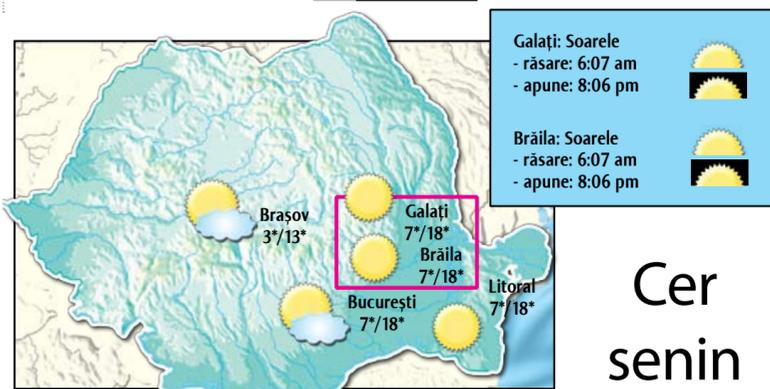 Galați: Soarele
- răsare: 6:07 am
- apune: 8:06 pm
Brăila: Soarele
- răsare: 6:07 am
- apune: 8:06 pm
Brașov
3*/13*
Galați
7*/18*
Brăila
7*/18*
București
7*/18*
Litoral
7*/18*
Cer
senin